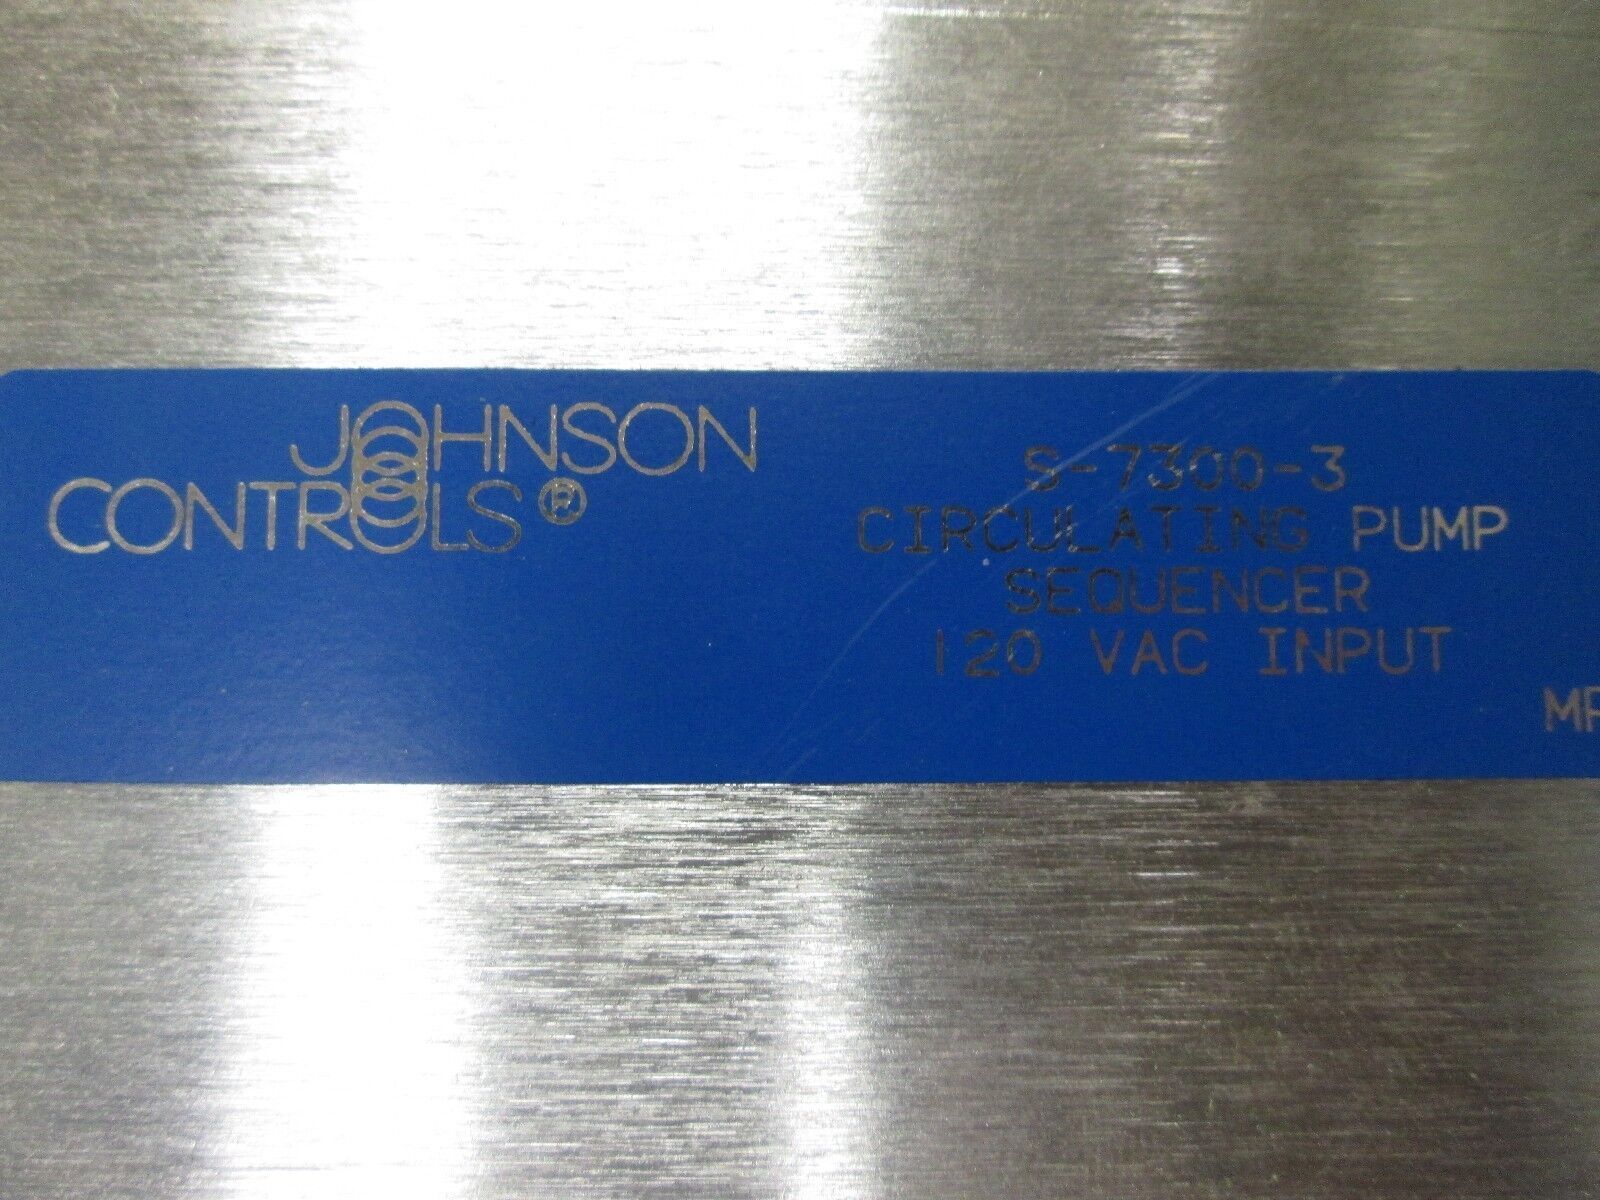 JOHNSON
CONTROLS®
S-7300-3
CIRCULATING PUMP
SEQUENCER
120 VAC INPUT